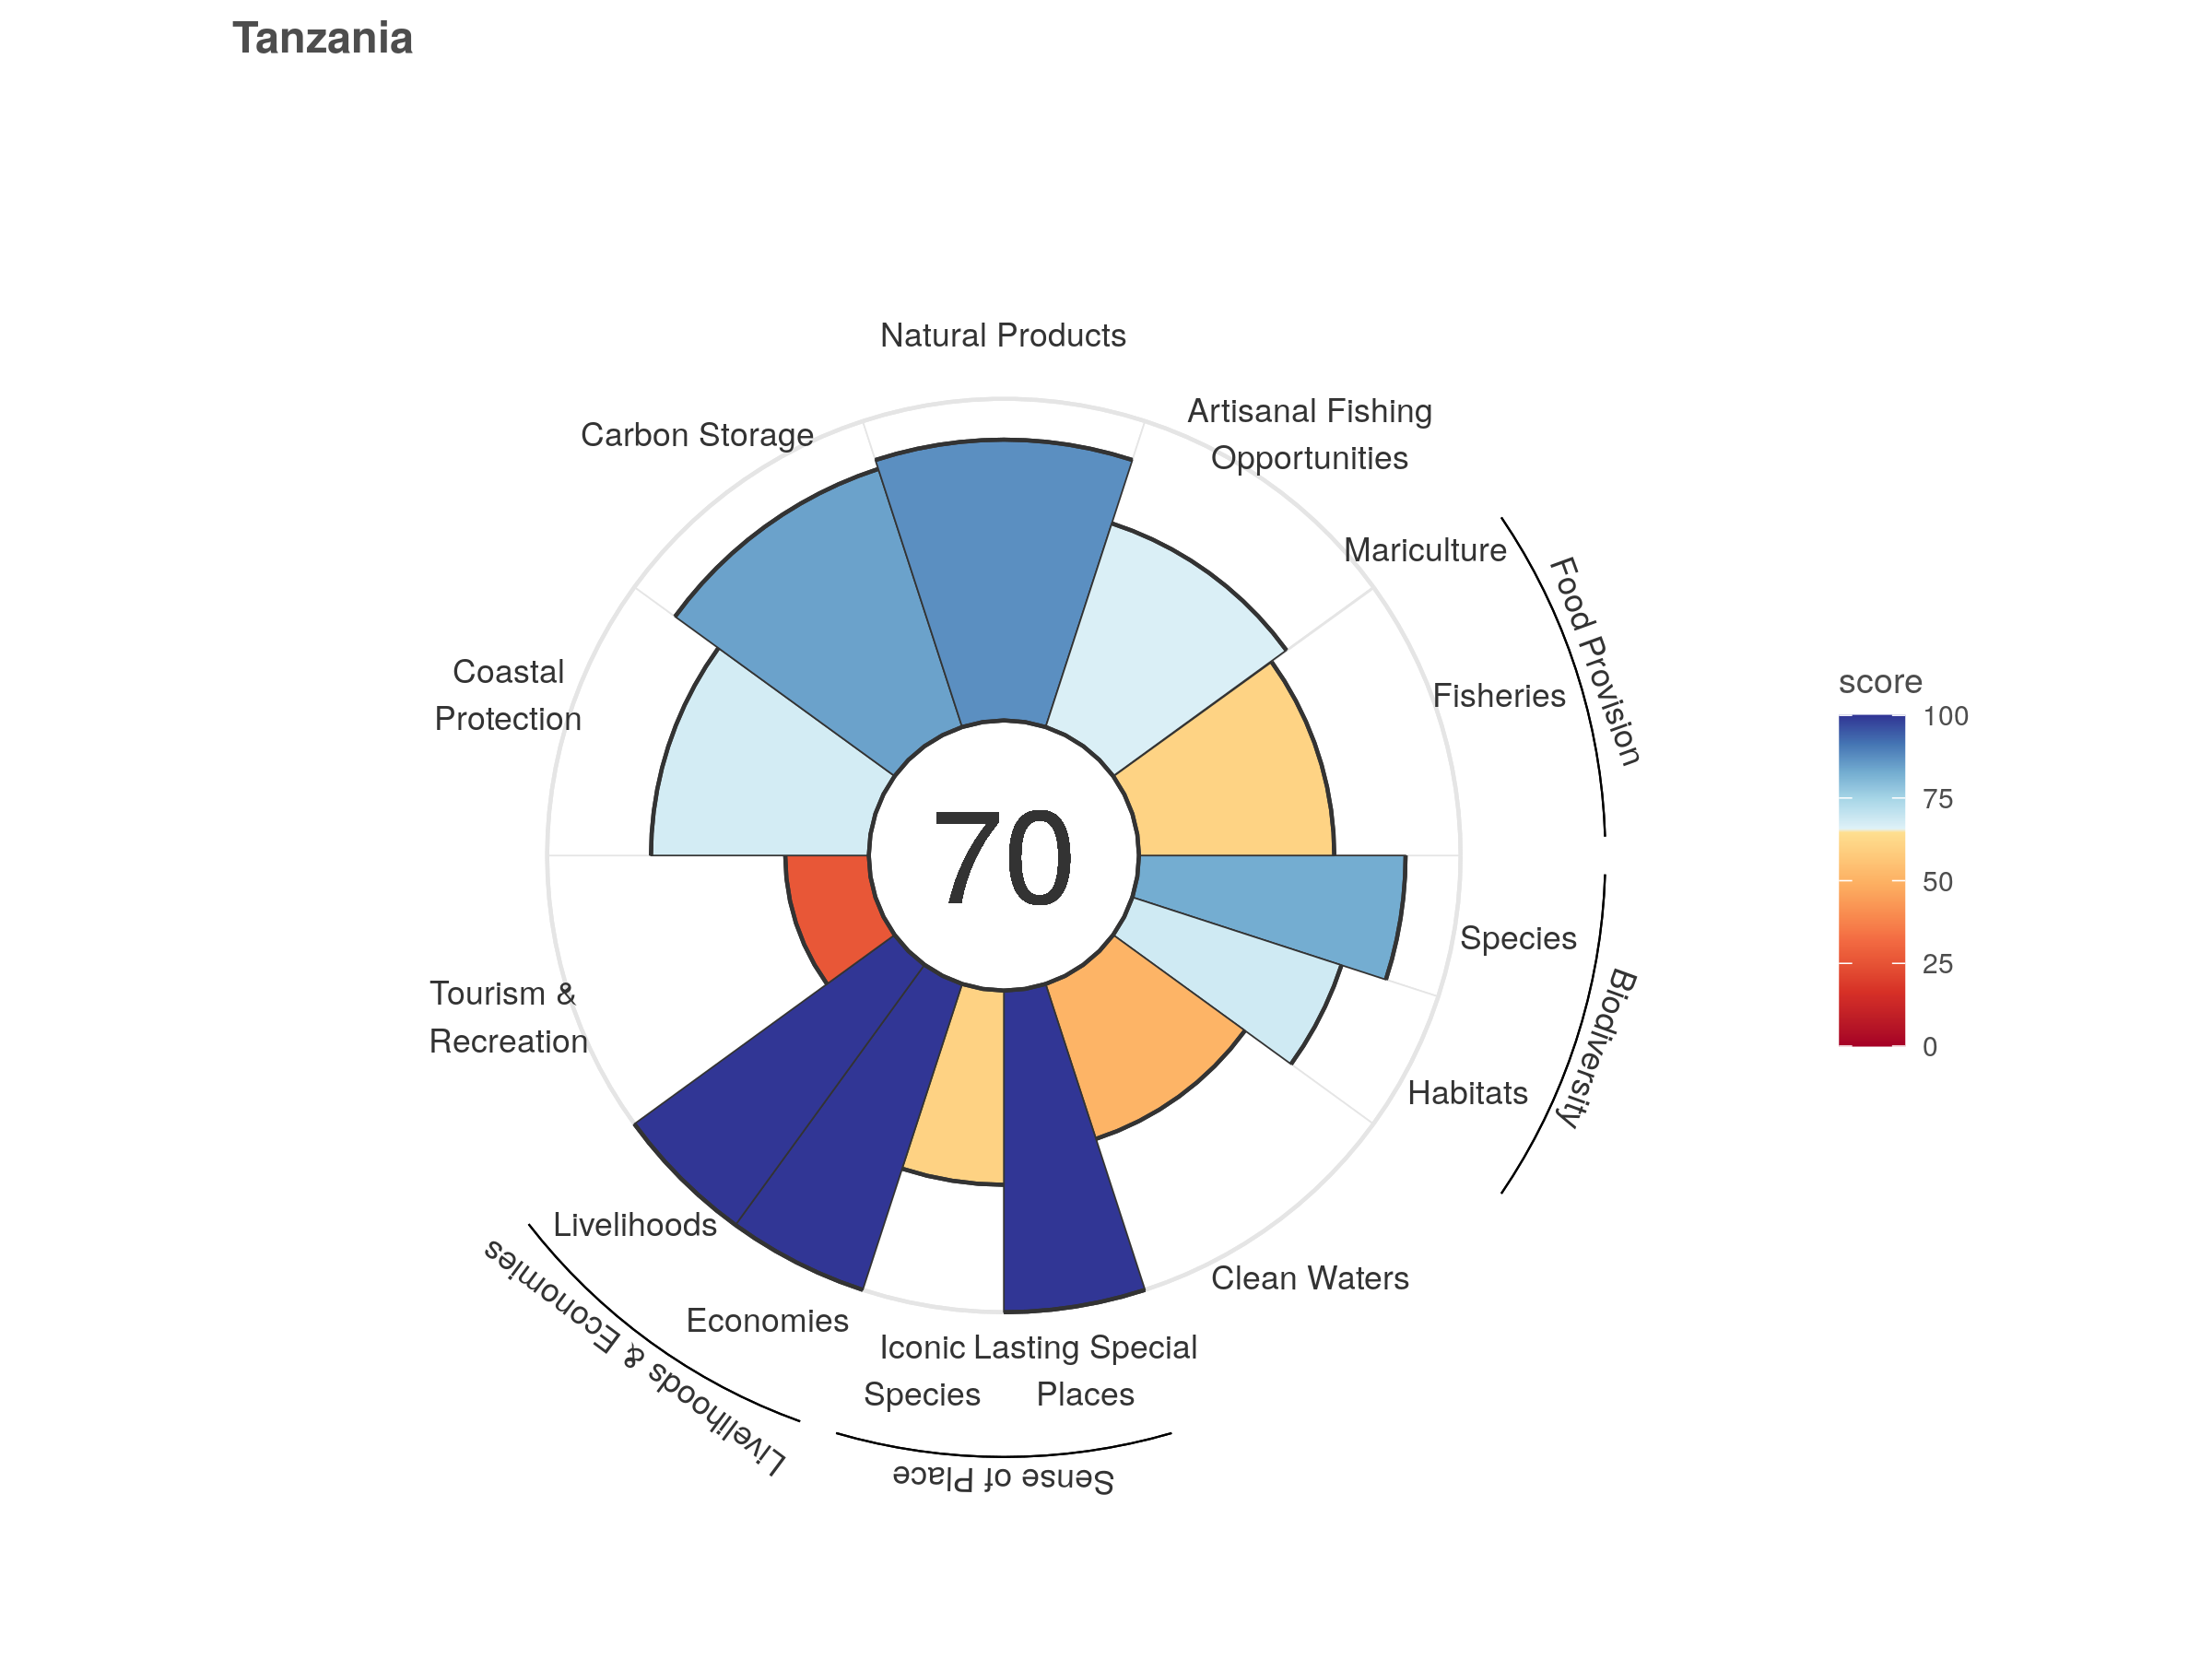 Tanzania
Natural Products
Artisanal Fishing
Opportunities
Carbon Storage
Mariculture
Food Provision
Fisheries
Coastal
Protection
score
100
75
50
25
0
70
Species
Biodiversity
Habitats
Tourism &
Recreation
Livelihoods
Economies
Livelihoods & Economies
Clean Waters
Iconic
Species
Lasting Special
Places
Sense of Place